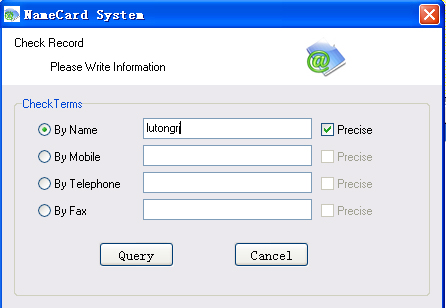 NameCard System
Check Record
Please Write Information
CheckTerms
By Name lutongrj Precise
By Mobile Precise
By Telephone Precise
By Fax Precise
Query Cancel